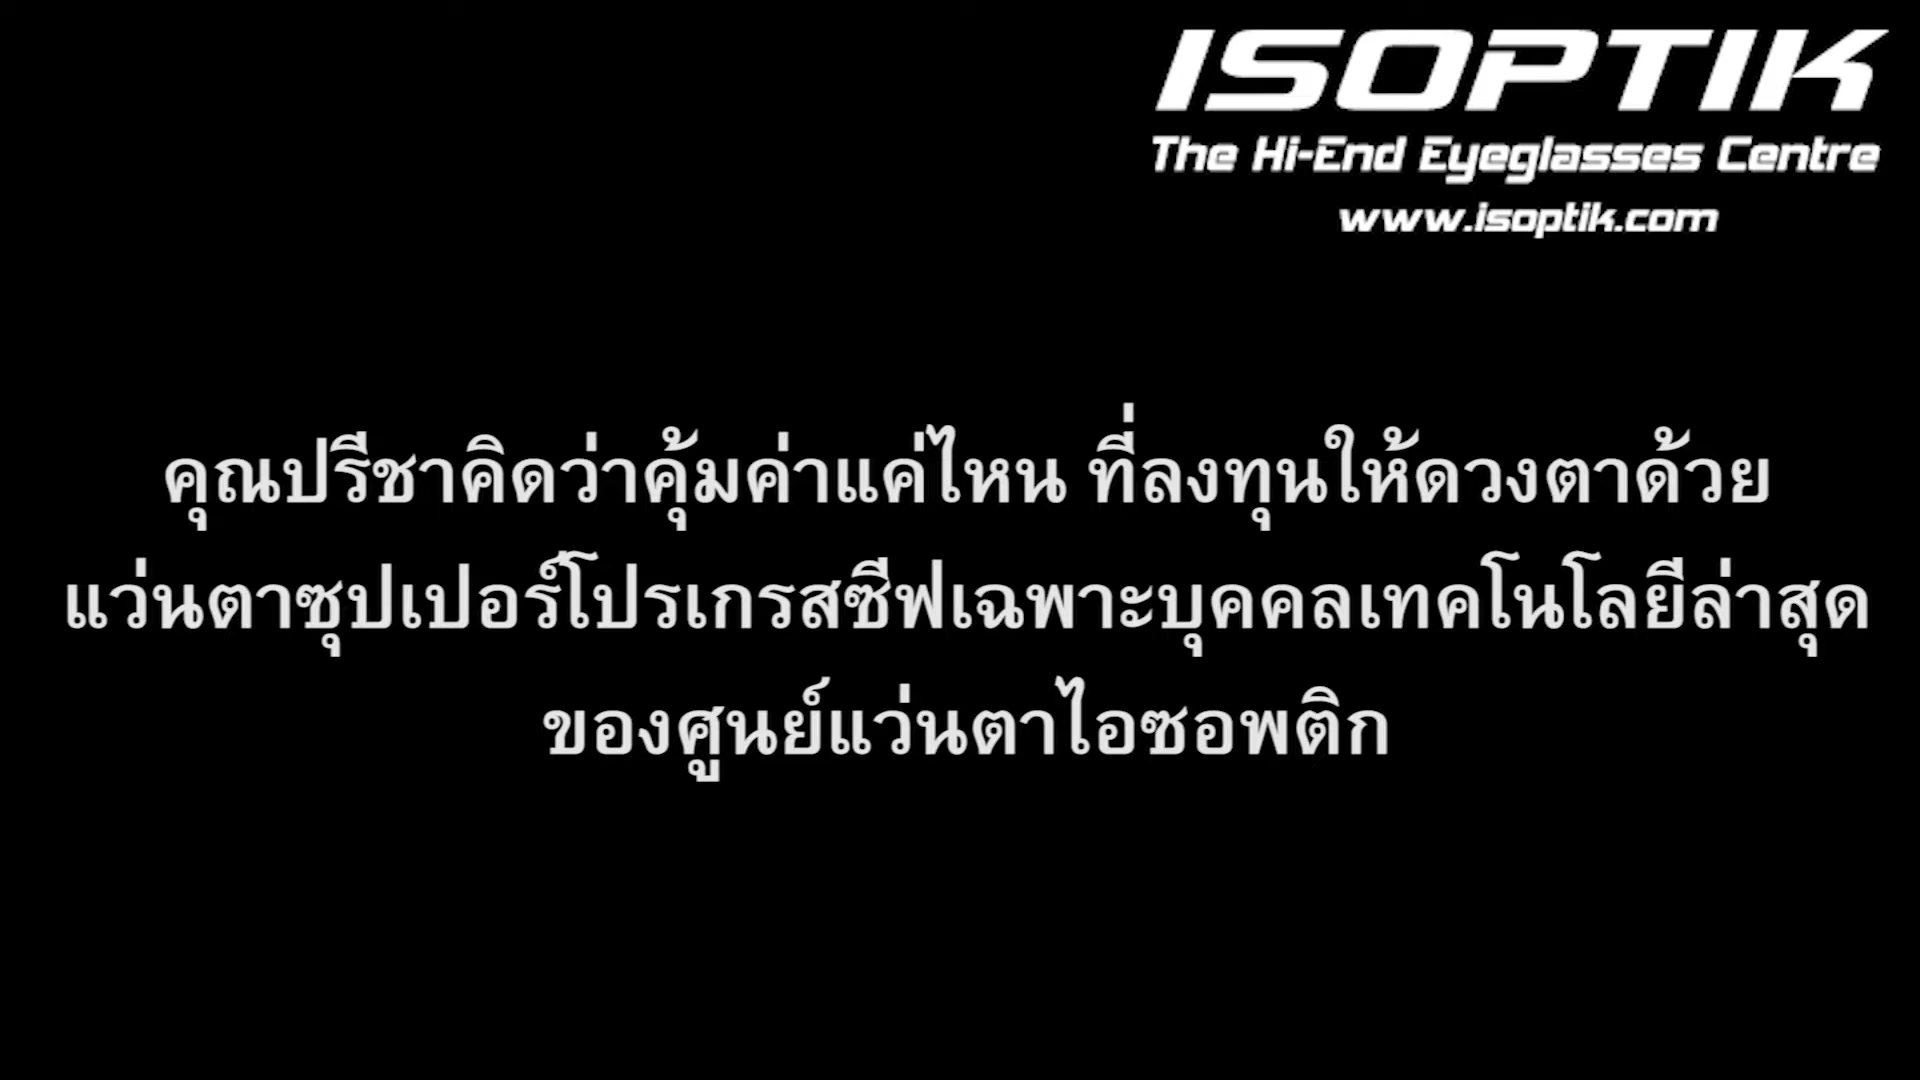 ISOPTIK
The Hi-End Eyeglasses Centre
www.isoptik.com
คุณปรีชาคิดว่าคุ้มค่าแค่ไหน ที่ลงทุนให้ดวงตาด้วย
แว่นตาซุปเปอร์โปรเกรสซีฟเฉพาะบุคคลเทคโนโลยีล่าสุด
ของศูนย์แว่นตาไอซอพติก